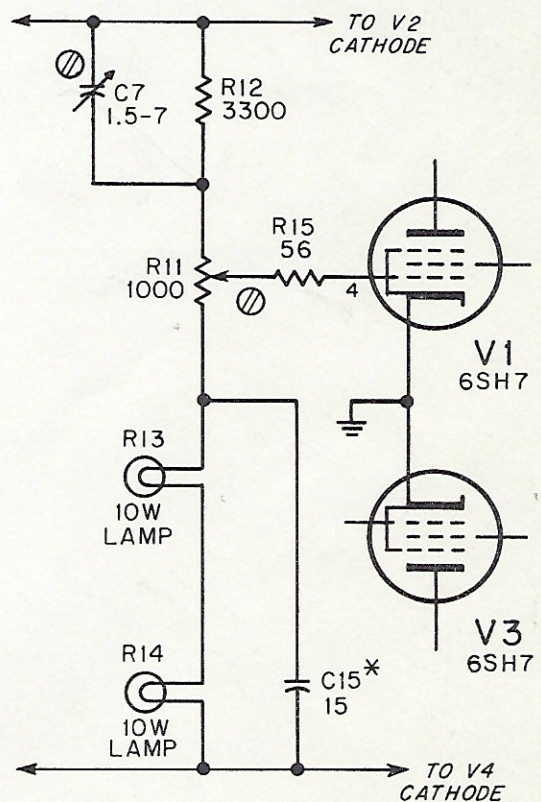 TO V2
CATHODE
C7
1.5-7
R12
3300
R15
56
R11
1000
4
V1
6SH7
R13
10W
LAMP
V3
6SH7
R14
10W
LAMP
C15*
15
TO V4
CATHODE